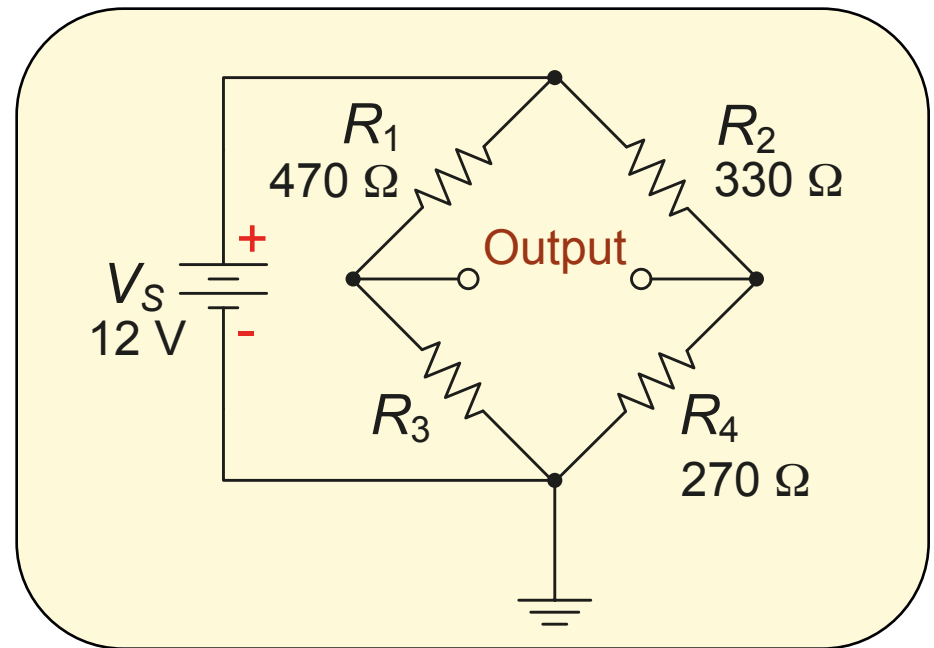 R1
470 Ω
R2
330 Ω
Output
+
VS
12 V
-
R3
R4
270 Ω